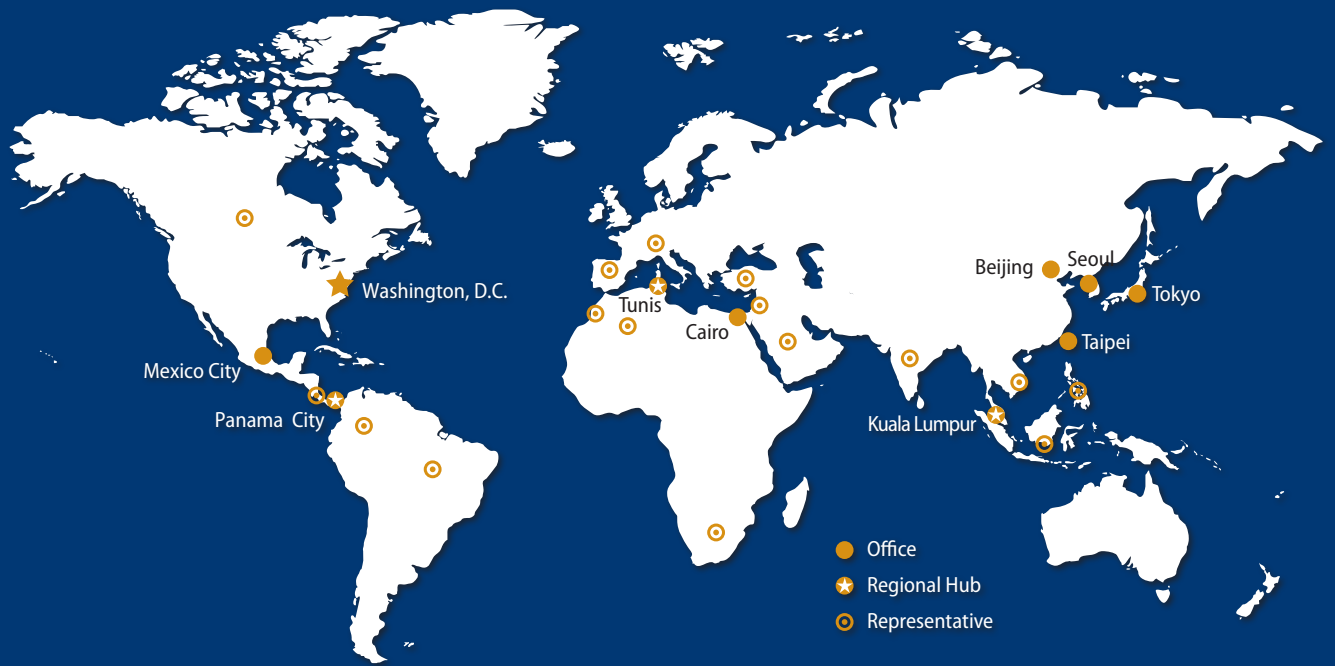 Washington, D.C.
Mexico City
Panama City
Tunis
Cairo
Beijing
Seoul
Tokyo
Taipei
Kuala Lumpur
Office
Regional Hub
Representative